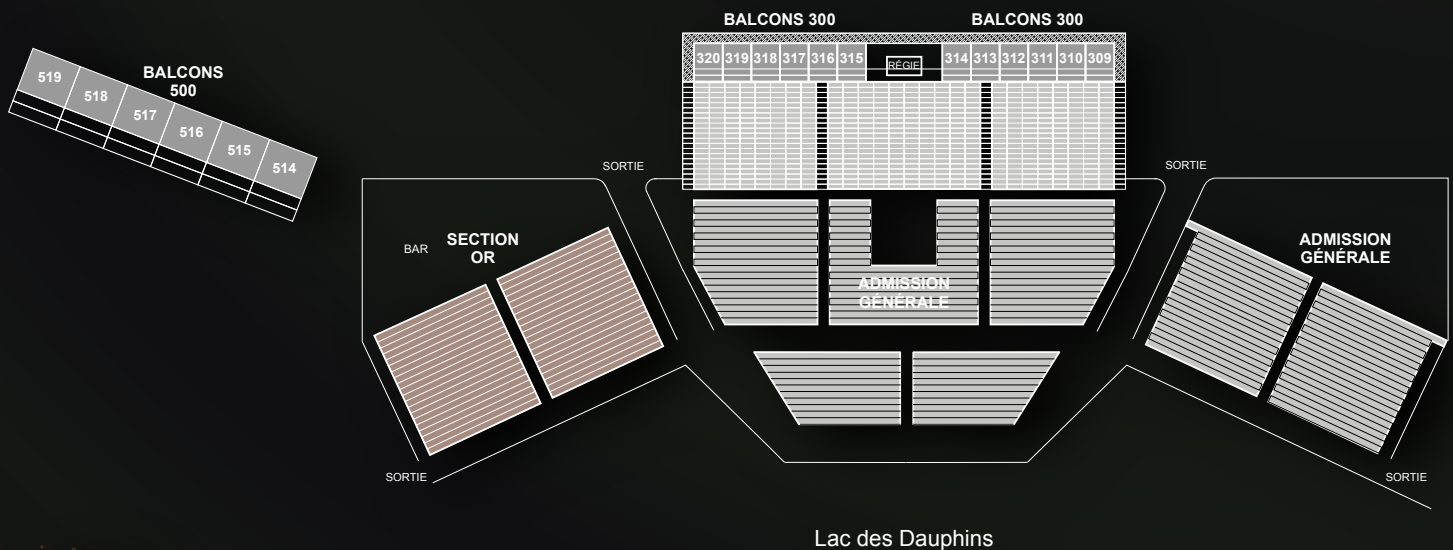 BALCONS 300
BALCONS 300
320 319 318 317 316 315
RÉGIE
314 313 312 311 310 309
BALCONS
500
519
518
517
516
515
514
SORTIE
SORTIE
BAR
SECTION
OR
ADMISSION
GÉNÉRALE
ADMISSION
GÉNÉRALE
SORTIE
SORTIE
Lac des Dauphins